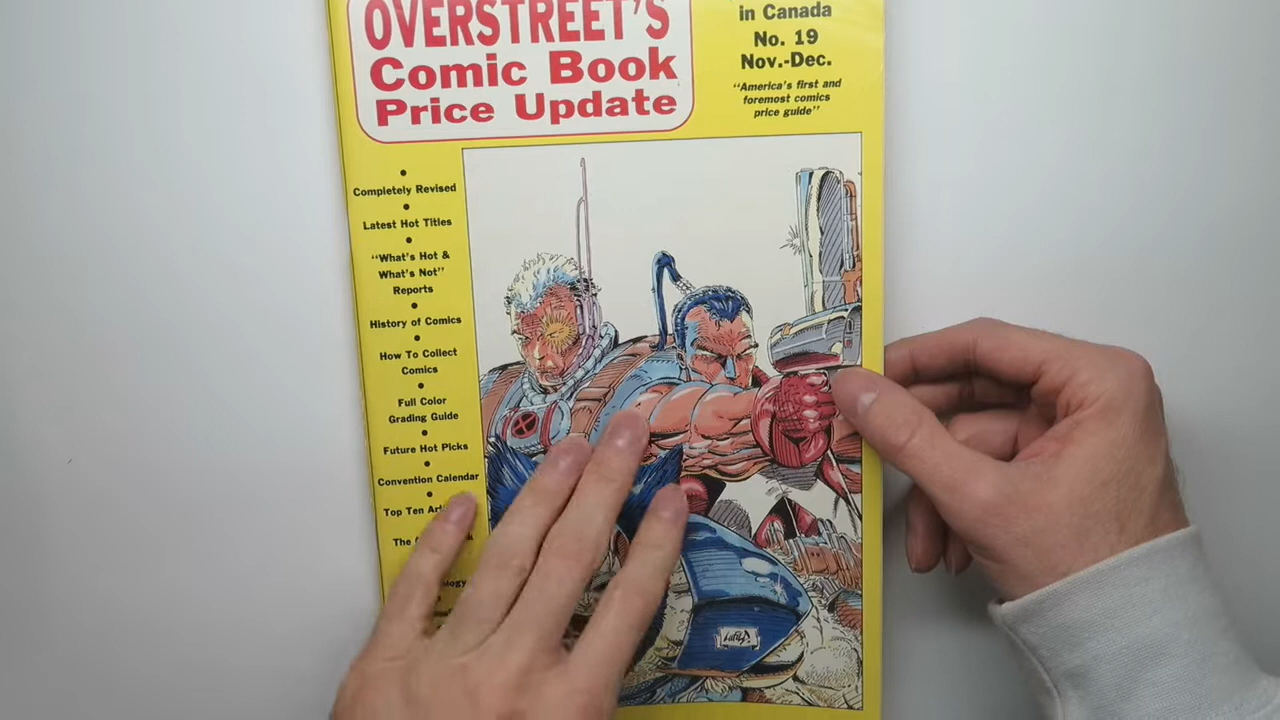 OVERSTREET'S
Comic Book
Price Update
in Canada
No. 19
Nov.-Dec.
"America's first and
foremost comics
price guide"
Completely Revised
Latest Hot Titles
"What's Hot &
What's Not"
Reports
History of Comics
How To Collect
Comics
Full Color
Grading Guide
Future Hot Picks
Convention Calendar
Top Ten
The